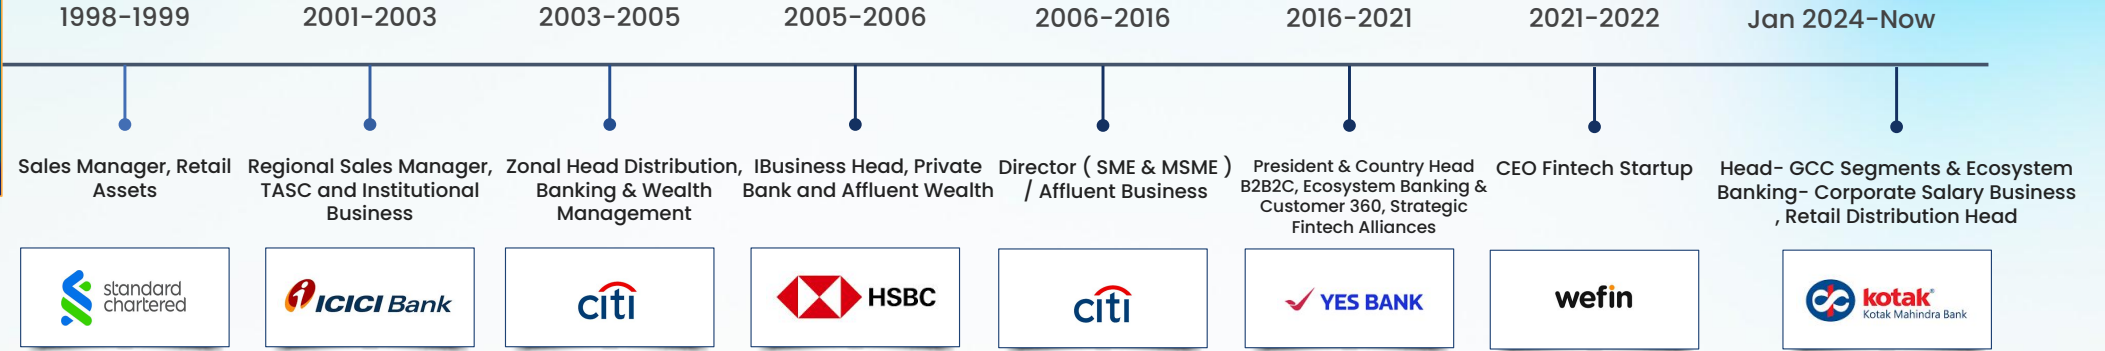 1998-1999
2001-2003
2003-2005
2005-2006
2006-2016
2016-2021
2021-2022
Jan 2024-Now
Sales Manager, Retail
Assets
Regional Sales Manager,
TASC and Institutional
Business
Zonal Head Distribution,
Banking & Wealth
Management
IBusiness Head, Private
Bank and Affluent Wealth
Director ( SME & MSME )
/ Affluent Business
President & Country Head
B2B2C, Ecosystem Banking &
Customer 360, Strategic
Fintech Alliances
CEO Fintech Startup
Head- GCC Segments & Ecosystem
Banking- Corporate Salary Business
, Retail Distribution Head
standard
chartered
ICICI Bank
citi
HSBC
citi
YES BANK
wefin
kotak
Kotak Mahindra Bank